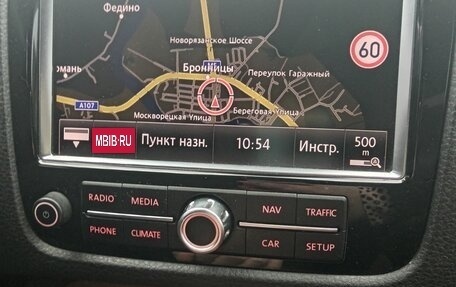 Федино
Новорязанское Шоссе
60
омань
М5
Бронницы
Переулок Гаражный
A107
Москворецкая Улица
Береговая Улица
MBIB.RU
Пункт назн.
10:54
Инстр.
500 m
RADIO
MEDIA
NAV
TRAFFIC
PHONE
CLIMATE
CAR
SETUP